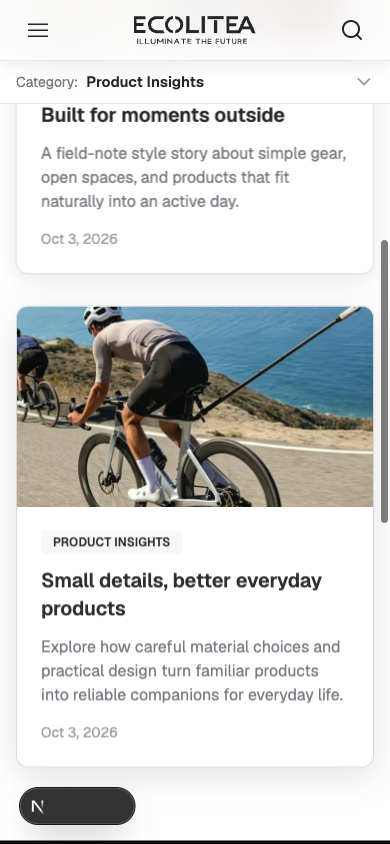 ECOLITEA
ILLUMINATE THE FUTURE
Category: Product Insights
Built for moments outside
A field-note style story about simple gear,
open spaces, and products that fit
naturally into an active day.
Oct 3, 2026
PRODUCT INSIGHTS
Small details, better everyday
products
Explore how careful material choices and
practical design turn familiar products
into reliable companions for everyday life.
Oct 3, 2026
N